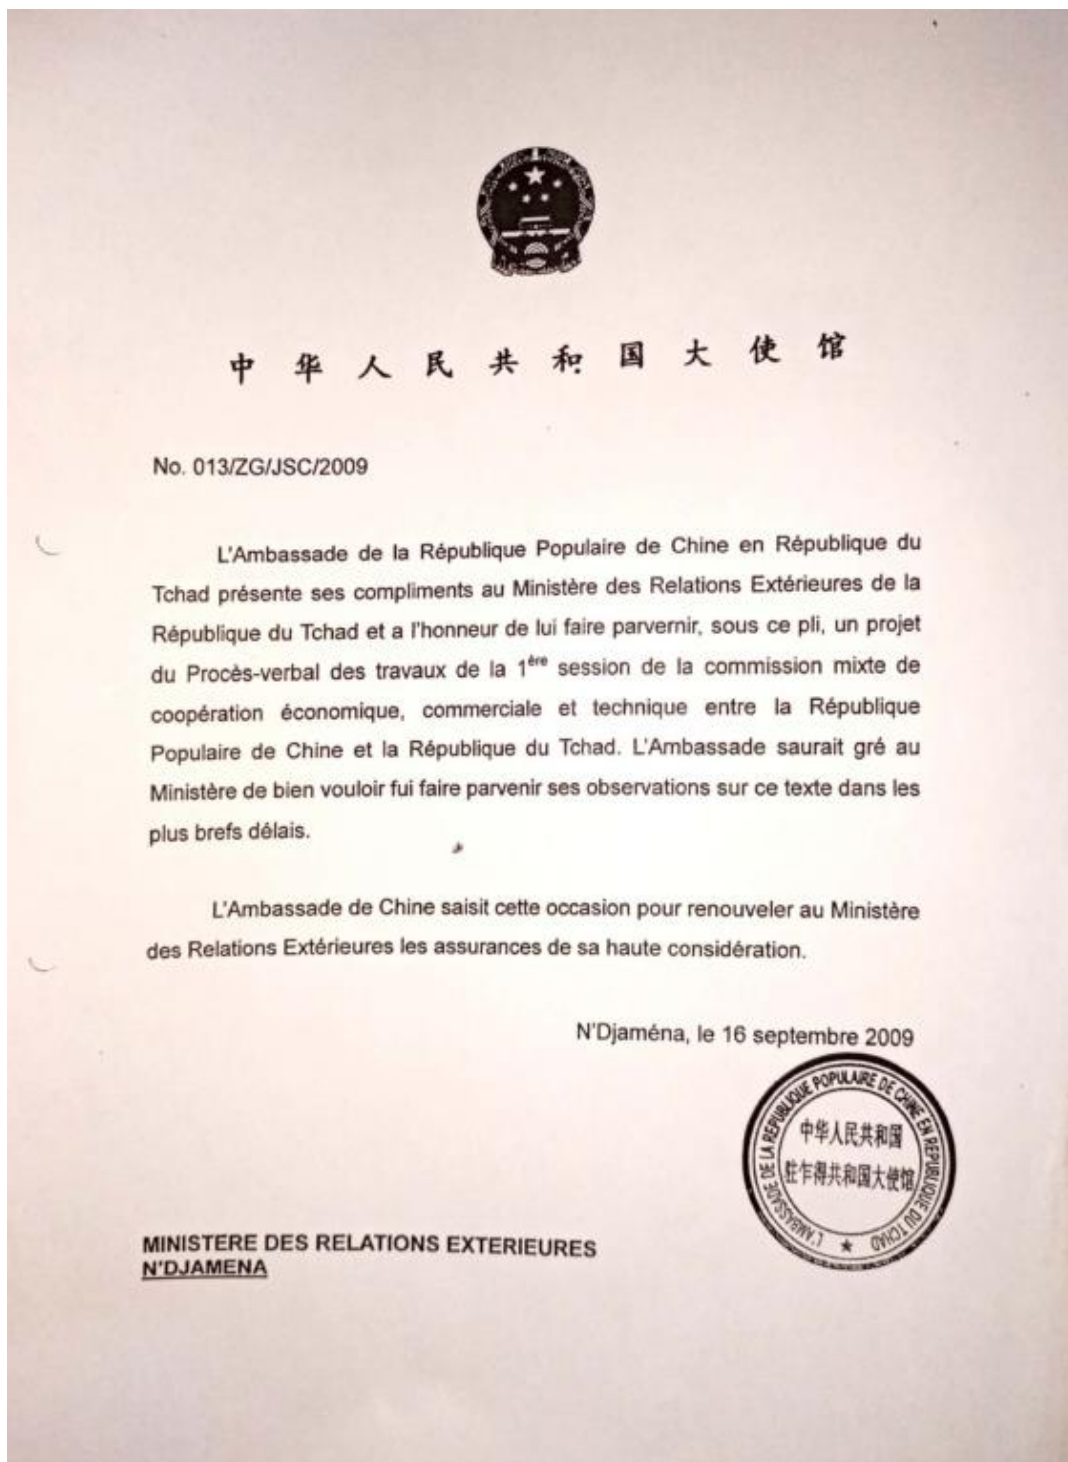 中华人民共和国大使馆
No. 013/ZG/JSC/2009
L'Ambassade de la République Populaire de Chine en République du
Tchad présente ses compliments au Ministère des Relations Extérieures de la
République du Tchad et a l'honneur de lui faire parvernir, sous ce pli, un projet
du Procès-verbal des travaux de la 1ère session de la commission mixte de
coopération économique, commerciale et technique entre la République
Populaire de Chine et la République du Tchad. L'Ambassade saurait gré au
Ministère de bien vouloir fui faire parvenir ses observations sur ce texte dans les
plus brefs délais.
L'Ambassade de Chine saisit cette occasion pour renouveler au Ministère
des Relations Extérieures les assurances de sa haute considération.
N'Djaména, le 16 septembre 2009
L'AMBASSADE DE LA REPUBLIQUE POPULAIRE DE CHINE EN REPUBLIQUE DU TCHAD
中华人民共和国
驻乍得共和国大使馆
MINISTERE DES RELATIONS EXTERIEURES
N'DJAMENA